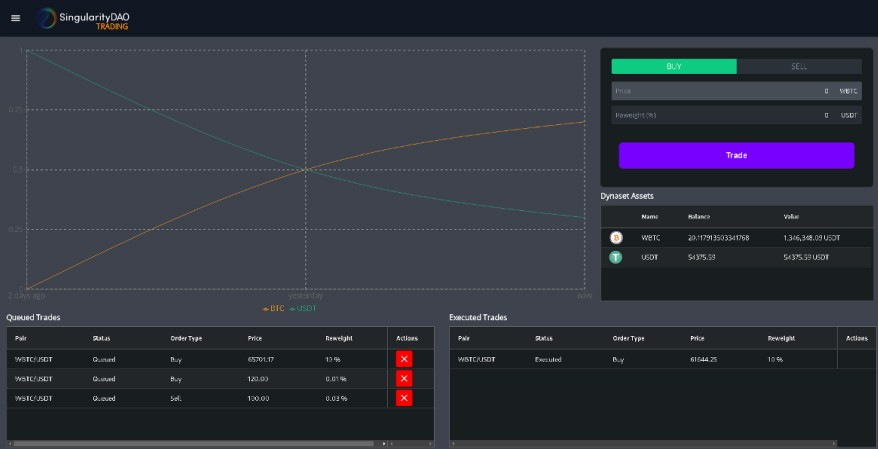 SingularityDAO
TRADING
1
0.75
0.5
0.25
2 days ago
yesterday
now
BTC USDT
BUY SELL
Price 0 WBTC
Reweight (%) 0 USDT
Trade
Dynaset Assets
Name Balance Value
WBTC 20.117913503341768 1,346,348.09 USDT
USDT 54375.59 54375.59 USDT
Queued Trades
Pair Status Order Type Price Reweight Actions
WBTC/USDT Queued Buy 65701.17 10 %
WBTC/USDT Queued Buy 120.00 0.01 %
WBTC/USDT Queued Sell 100.00 0.03 %
Executed Trades
Pair Status Order Type Price Reweight Actions
WBTC/USDT Executed Buy 61644.25 10 %